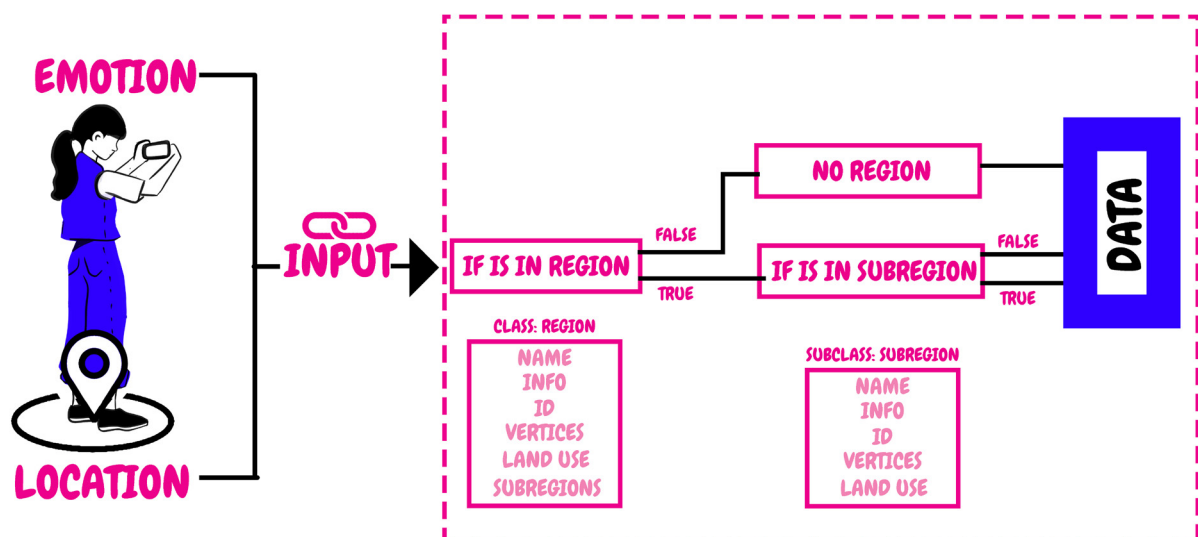 EMOTION
LOCATION
INPUT
IF IS IN REGION
FALSE
TRUE
NO REGION
IF IS IN SUBREGION
FALSE
TRUE
DATA
CLASS: REGION
NAME
INFO
ID
VERTICES
LAND USE
SUBREGIONS
SUBCLASS: SUBREGION
NAME
INFO
ID
VERTICES
LAND USE